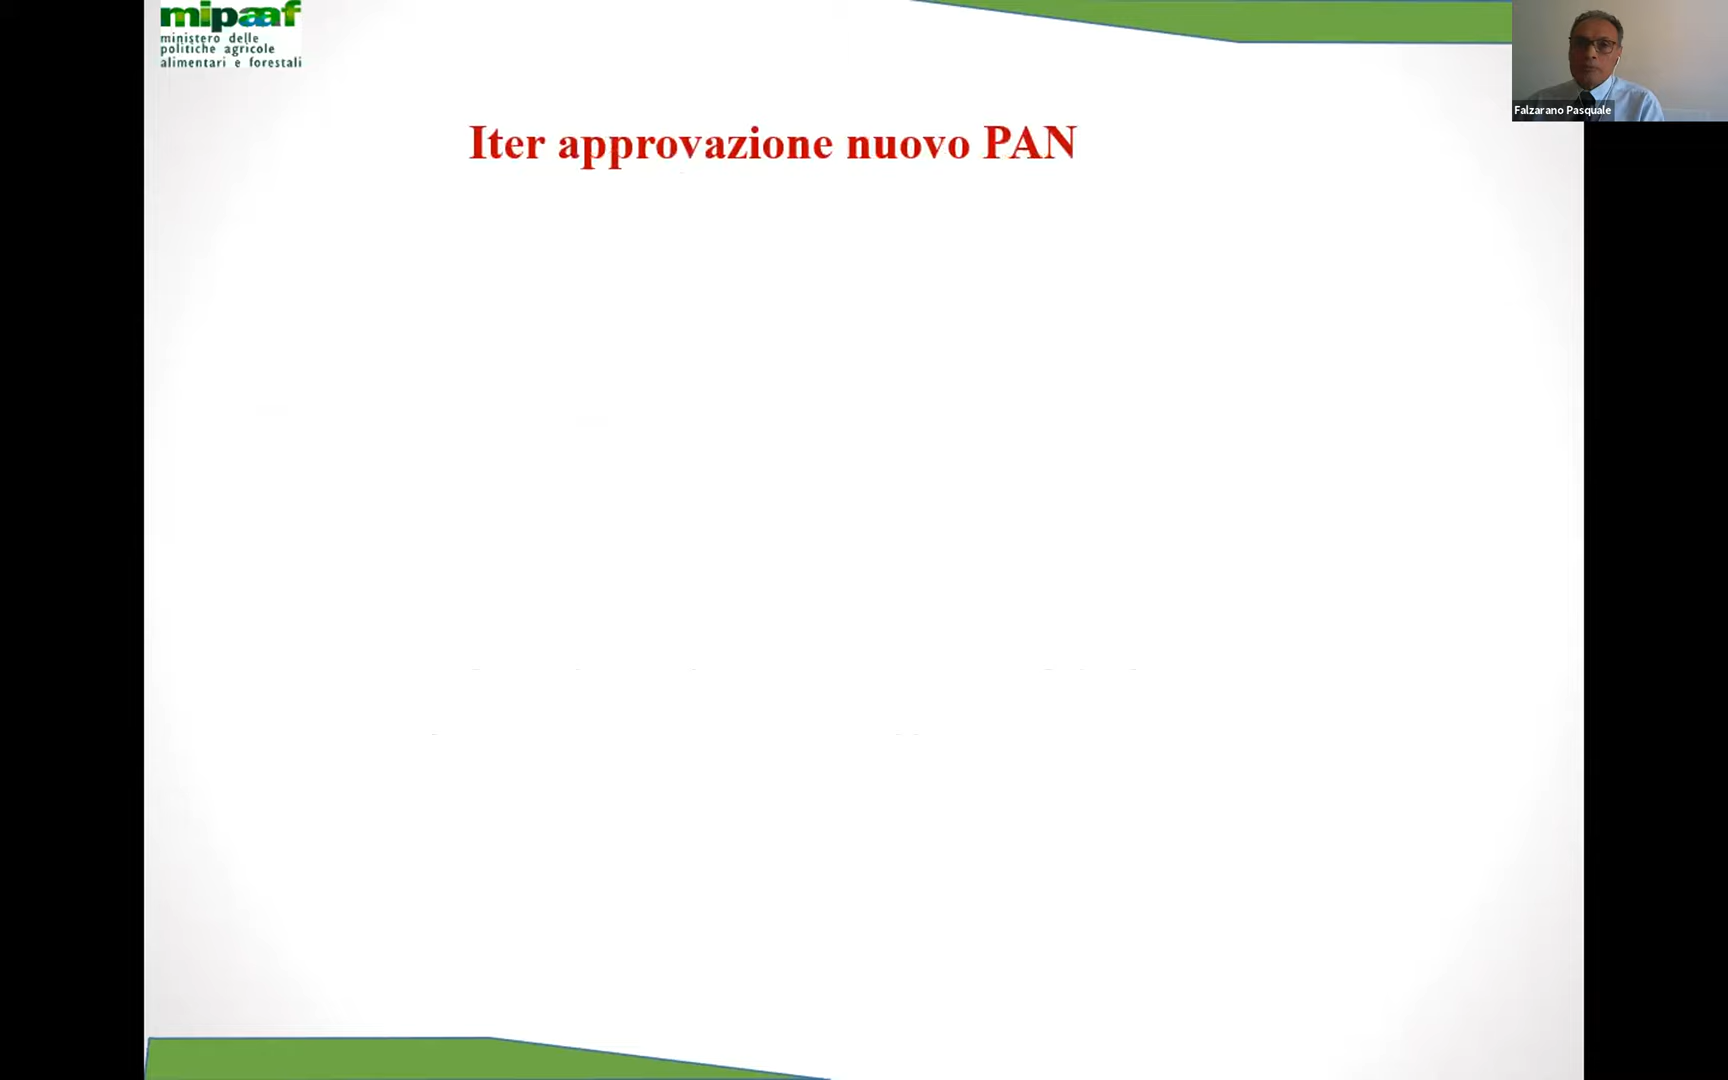 mipaaf
ministero delle
politiche agricole
alimentari e forestali
Falzarano Pasquale
Iter approvazione nuovo PAN